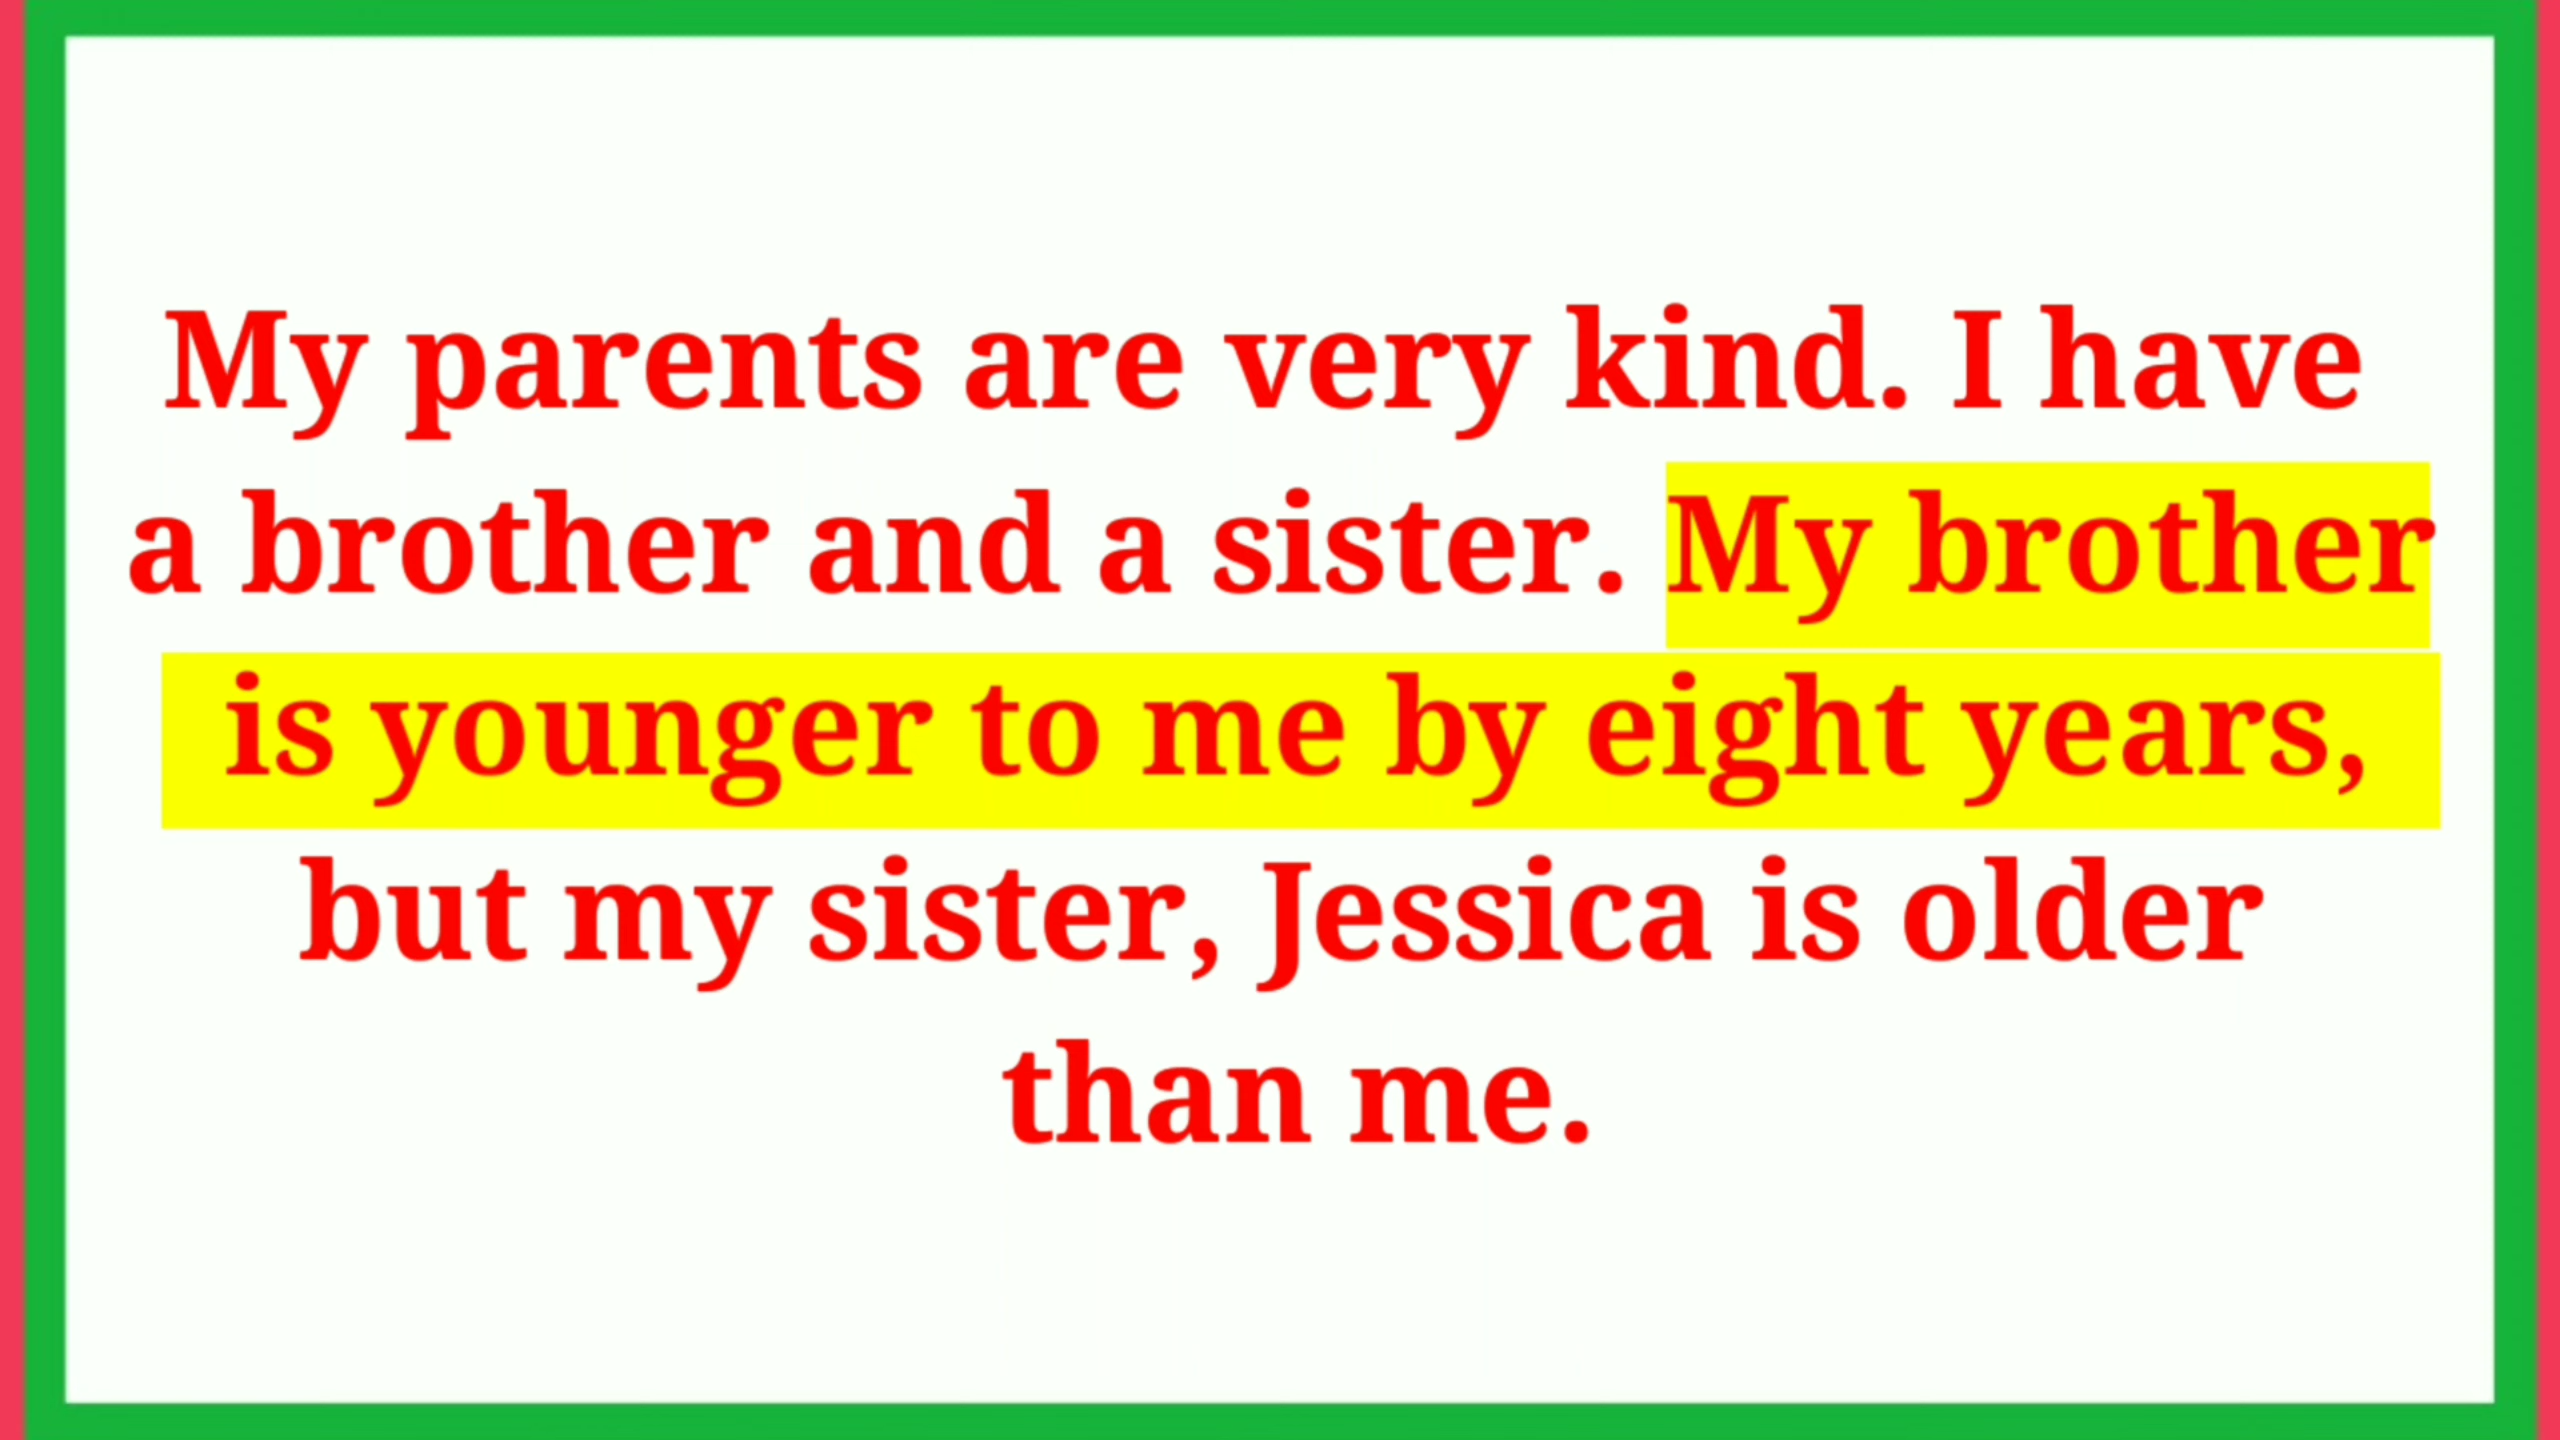 My parents are very kind. I have
a brother and a sister. My brother
is younger to me by eight years,
but my sister, Jessica is older
than me.